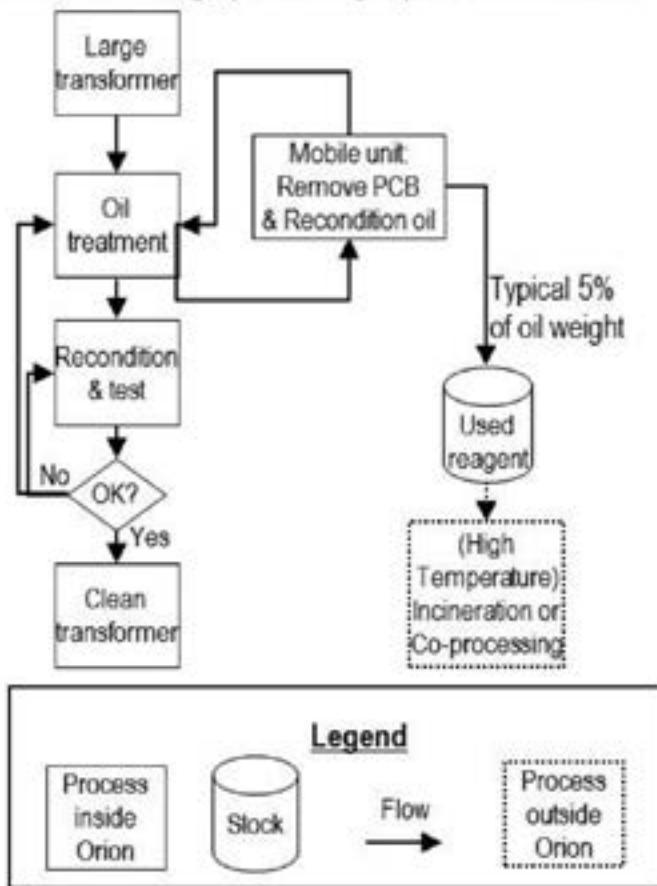 Large
transformer
Oil
treatment
Mobile unit:
Remove PCB
& Recondition oil
Typical 5%
of oil weight
Recondition
& test
Used
reagent
No
OK?
Yes
(High
Temperature)
Incineration or
Co-processing
Clean
transformer
Legend
Process
inside
Orion
Stock
Flow
Process
outside
Orion